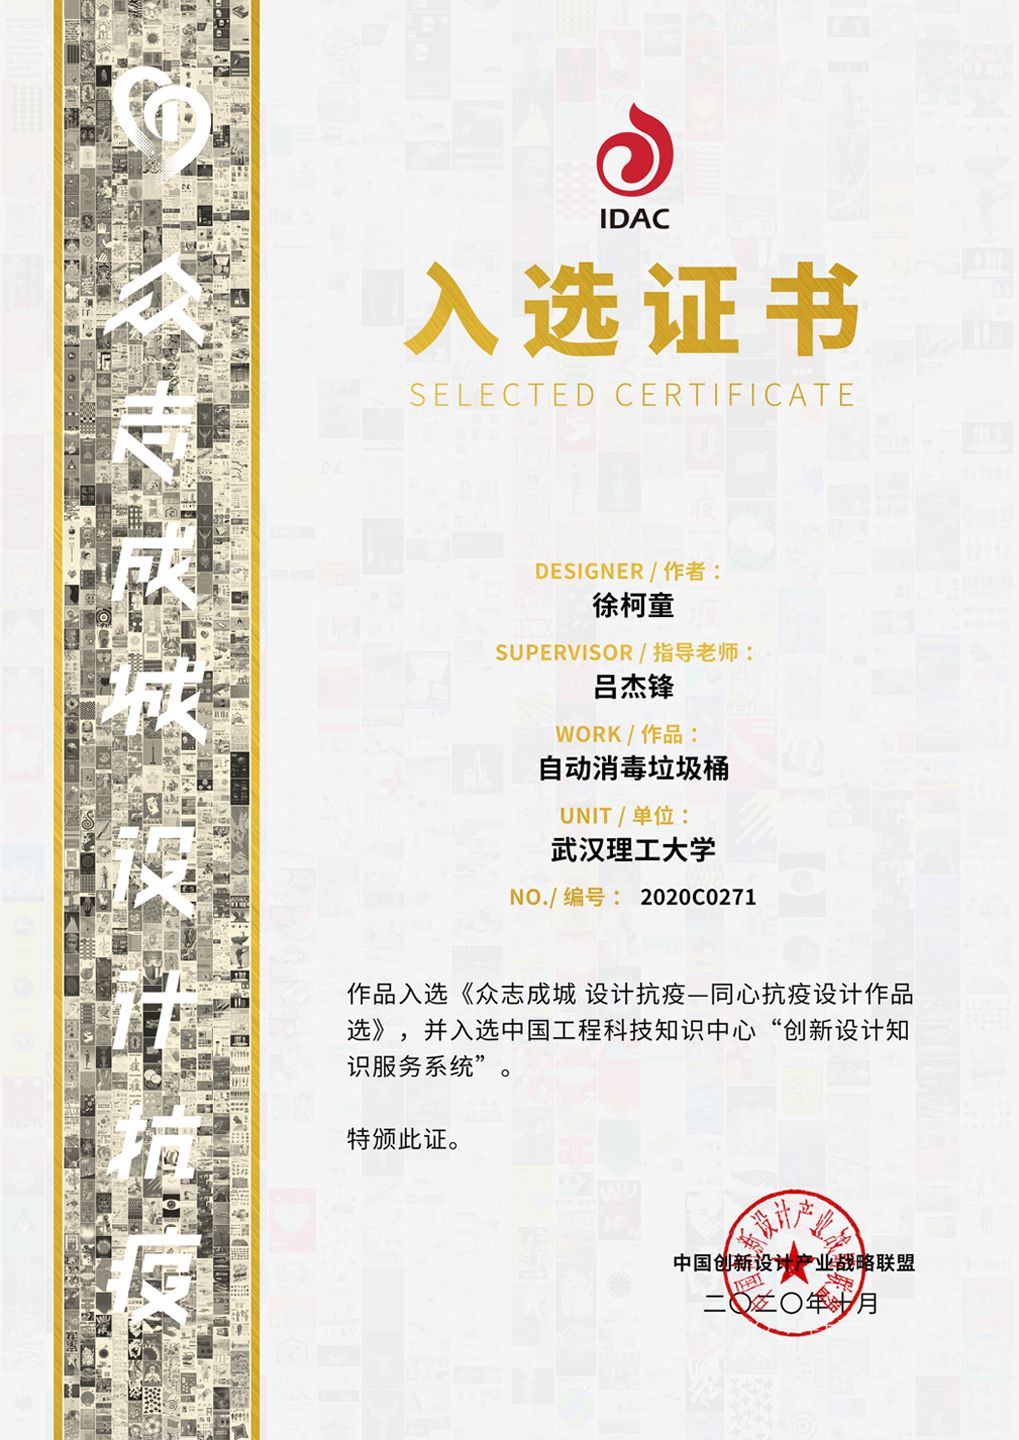 众志成城设计抗疫
IDAC
入选证书
SELECTED CERTIFICATE
DESIGNER / 作者：
徐柯童
SUPERVISOR / 指导老师：
吕杰锋
WORK / 作品：
自动消毒垃圾桶
UNIT / 单位：
武汉理工大学
NO./ 编号： 2020C0271
作品入选《众志成城 设计抗疫—同心抗疫设计作品
选》，并入选中国工程科技知识中心“创新设计知
识服务系统”。
特颁此证。
中国创新设计产业战略联盟
二〇二〇年十月
中国创新设计产业战略联盟